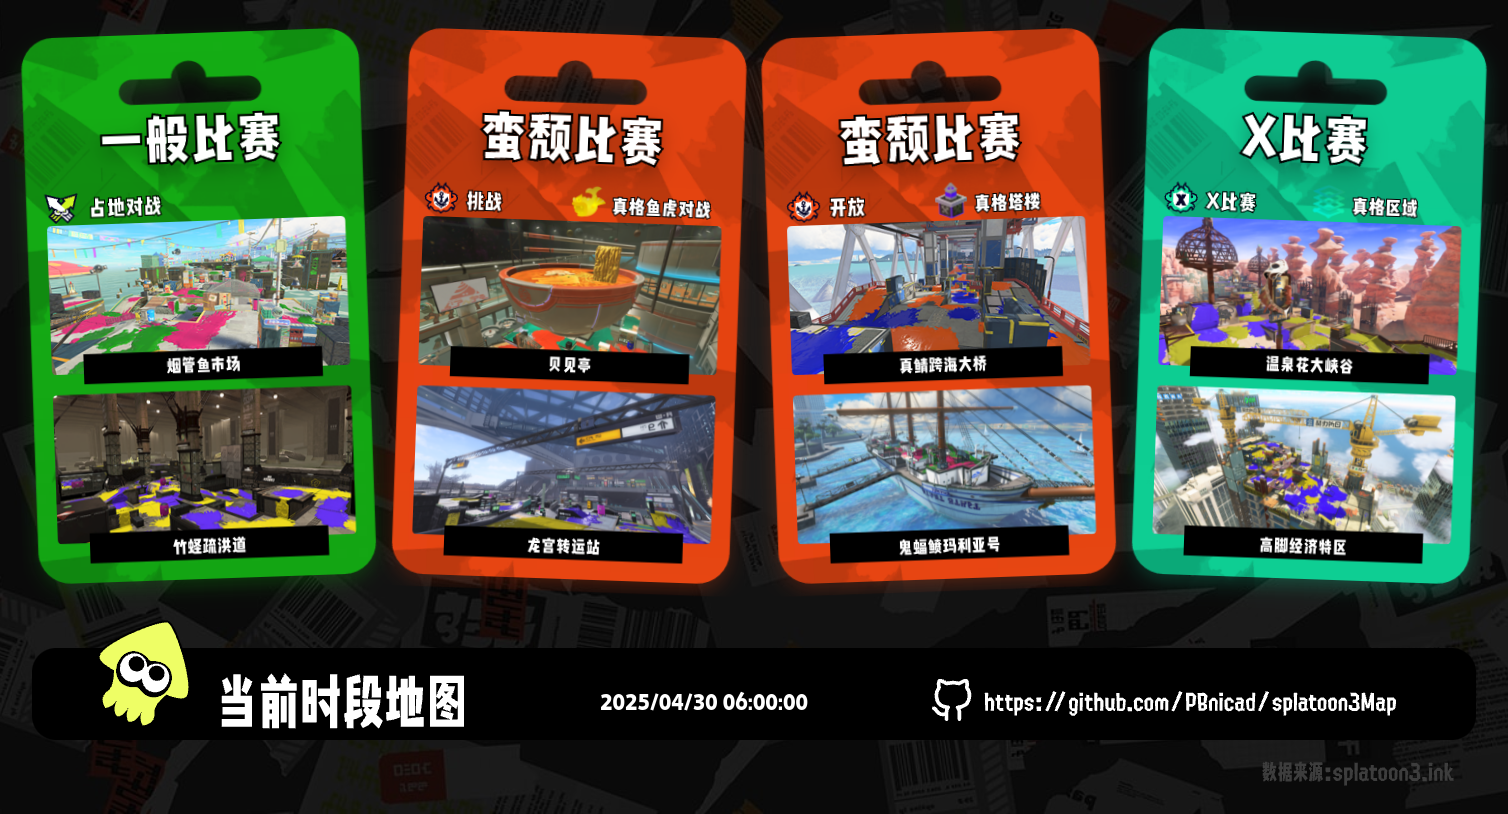 一般比赛
占地对战
烟管鱼市场
竹蛏疏洪道
蛮颓比赛
挑战
真格鱼虎对战
贝见亭
龙宫转运站
蛮颓比赛
开放
真格塔楼
真鲭跨海大桥
鬼蝠鲼玛利亚号
X比赛
X比赛
真格区域
温泉花大峡谷
高脚经济特区
当前时段地图
2025/04/30 06:00:00
https://github.com/PBnicad/splatoon3Map
数据来源:splatoon3.ink